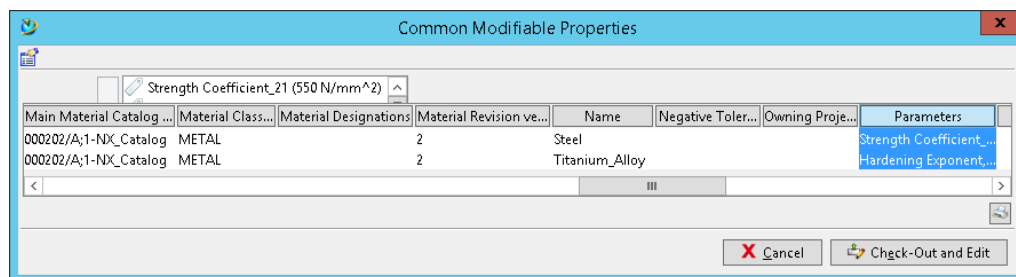 Common Modifiable Properties
x
Strength Coefficient_21 (550 N/mm^2)
Main Material Catalog ... Material Class... Material Designations Material Revision ve... Name Negative Toler... Owning Proje... Parameters
000202/A;1-NX_Catalog METAL 2 Steel Strength Coefficient_...
000202/A;1-NX_Catalog METAL 2 Titanium_Alloy Hardening Exponent,...
Cancel Check-Out and Edit